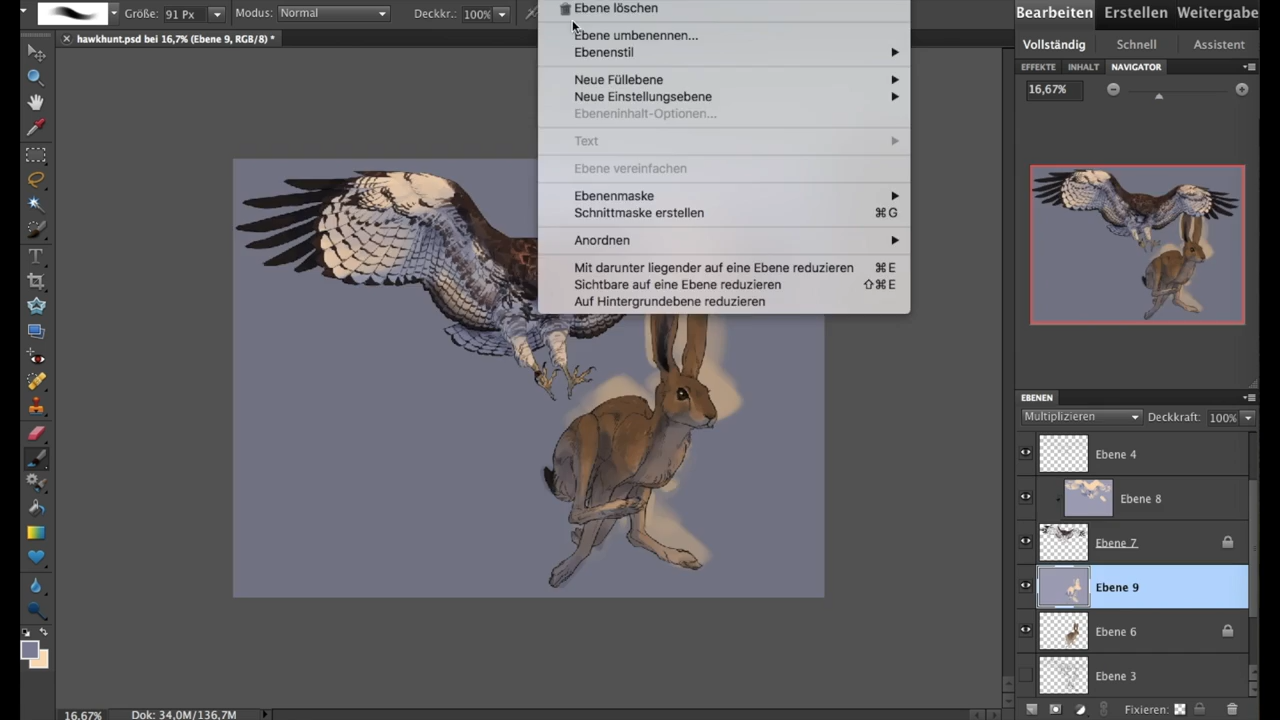 Größe: 91 Px Modus: Normal Deckkr.: 100%
hawkhunt.psd bei 16,7% (Ebene 9, RGB/8) *
Ebene löschen
Ebene umbenennen...
Ebenenstil
Neue Füllebene
Neue Einstellungsebene
Ebeneninhalt-Optionen...
Text
Ebene vereinfachen
Ebenenmaske
Schnittmaske erstellen ⌘G
Anordnen
Mit darunter liegender auf eine Ebene reduzieren ⌘E
Sichtbare auf eine Ebene reduzieren ⇧⌘E
Auf Hintergrundebene reduzieren
Bearbeiten Erstellen Weitergabe
Vollständig Schnell Assistent
EFFEKTE INHALT NAVIGATOR
16,67%
EBENEN
Multiplizieren Deckkraft: 100%
Ebene 4
Ebene 8
Ebene 7
Ebene 9
Ebene 6
Ebene 3
Fixieren:
16,67% Dok: 34,0M/136,7M